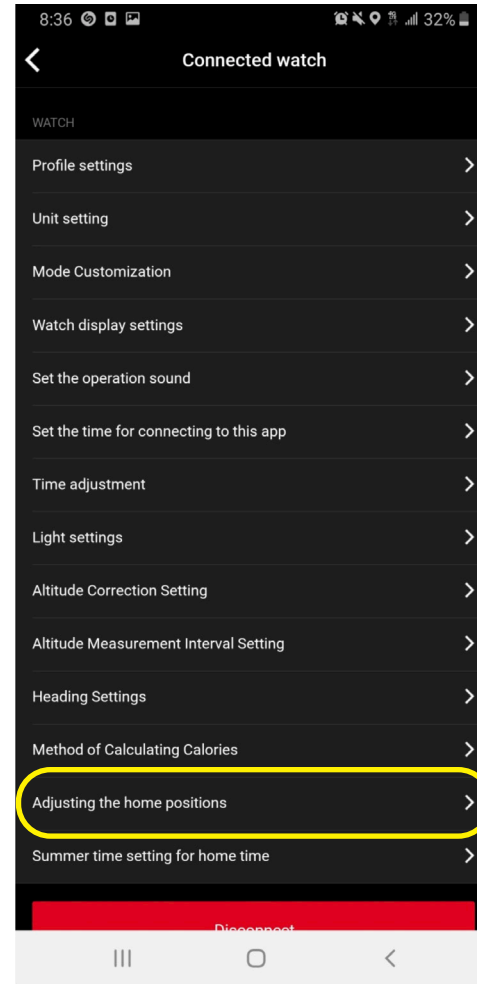 8:36 32%
Connected watch
WATCH
Profile settings
Unit setting
Mode Customization
Watch display settings
Set the operation sound
Set the time for connecting to this app
Time adjustment
Light settings
Altitude Correction Setting
Altitude Measurement Interval Setting
Heading Settings
Method of Calculating Calories
Adjusting the home positions
Summer time setting for home time
Disconnect